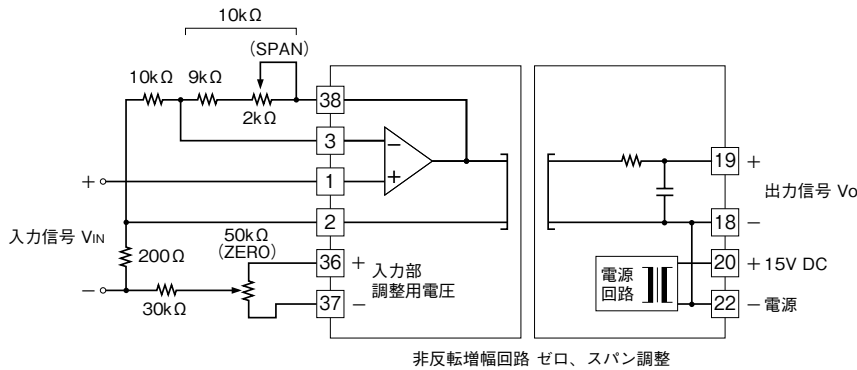 10kΩ
(SPAN)
10kΩ 9kΩ
2kΩ
38
3
−
1
+
+
2
入力信号 VIN
200Ω
50kΩ
(ZERO)
36 +
入力部
調整用電圧
37 −
−
30kΩ
19 +
出力信号 Vo
18 −
電源
回路
20 +15V DC
22 −電源
非反転増幅回路 ゼロ、スパン調整